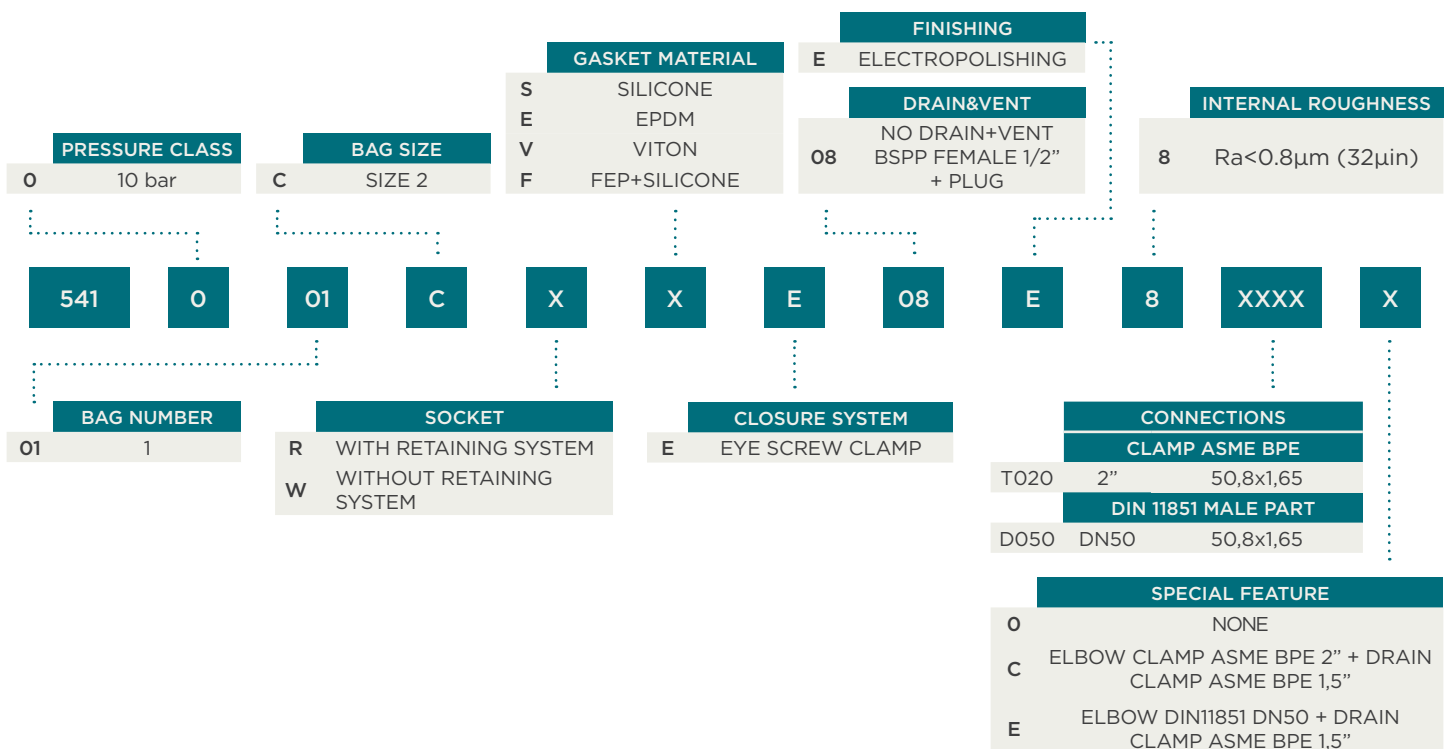 FINISHING
E ELECTROPOLISHING
GASKET MATERIAL
S SILICONE
E EPDM
V VITON
F FEP+SILICONE
DRAIN&VENT
08 NO DRAIN+VENT
BSPP FEMALE 1/2”
+ PLUG
INTERNAL ROUGHNESS
8 Ra<0.8µm (32µin)
PRESSURE CLASS
0 10 bar
BAG SIZE
C SIZE 2
541 0 01 C X X E 08 E 8 XXXX X
BAG NUMBER
01 1
SOCKET
R WITH RETAINING SYSTEM
W WITHOUT RETAINING
SYSTEM
CLOSURE SYSTEM
E EYE SCREW CLAMP
CONNECTIONS
CLAMP ASME BPE
T020 2” 50,8x1,65
DIN 11851 MALE PART
D050 DN50 50,8x1,65
SPECIAL FEATURE
0 NONE
C ELBOW CLAMP ASME BPE 2” + DRAIN
CLAMP ASME BPE 1,5”
E ELBOW DIN11851 DN50 + DRAIN
CLAMP ASME BPE 1,5”